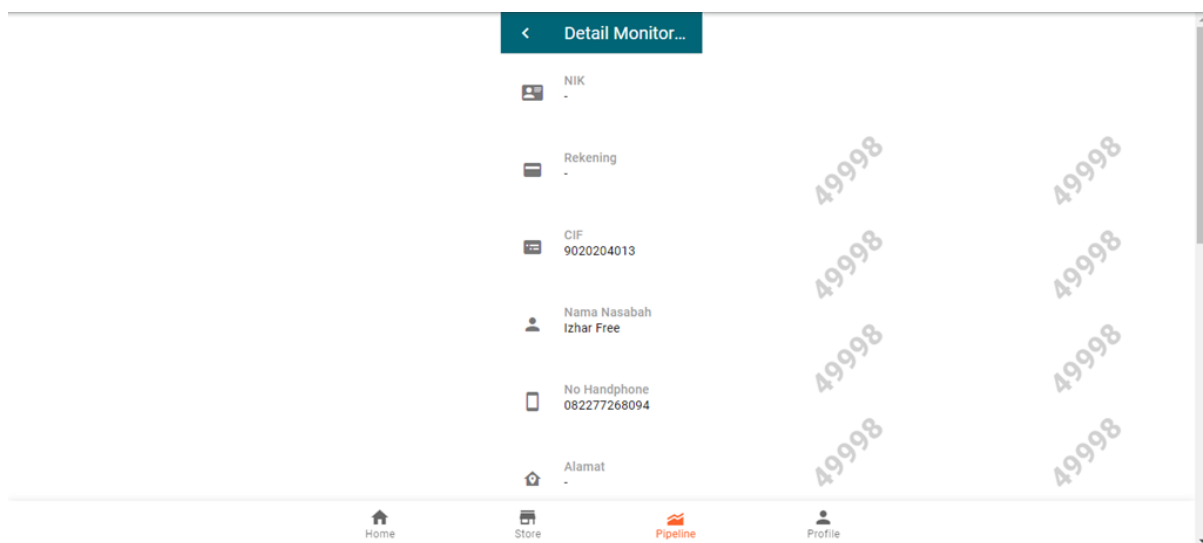 Detail Monitor...
NIK
-
Rekening
-
CIF
9020204013
Nama Nasabah
Izhar Free
No Handphone
082277268094
Alamat
-
49998 49998
49998 49998
49998 49998
49998 49998
Home Store Pipeline Profile